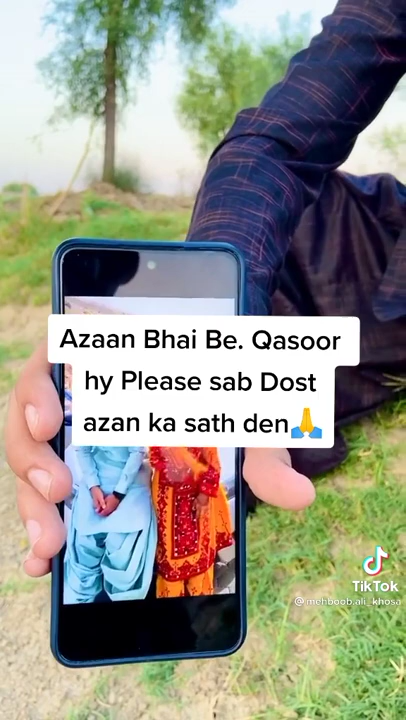 Azaan Bhai Be. Qasoor
hy Please sab Dost
azan ka sath den🙏
TikTok
@mehboob.ali_khosa